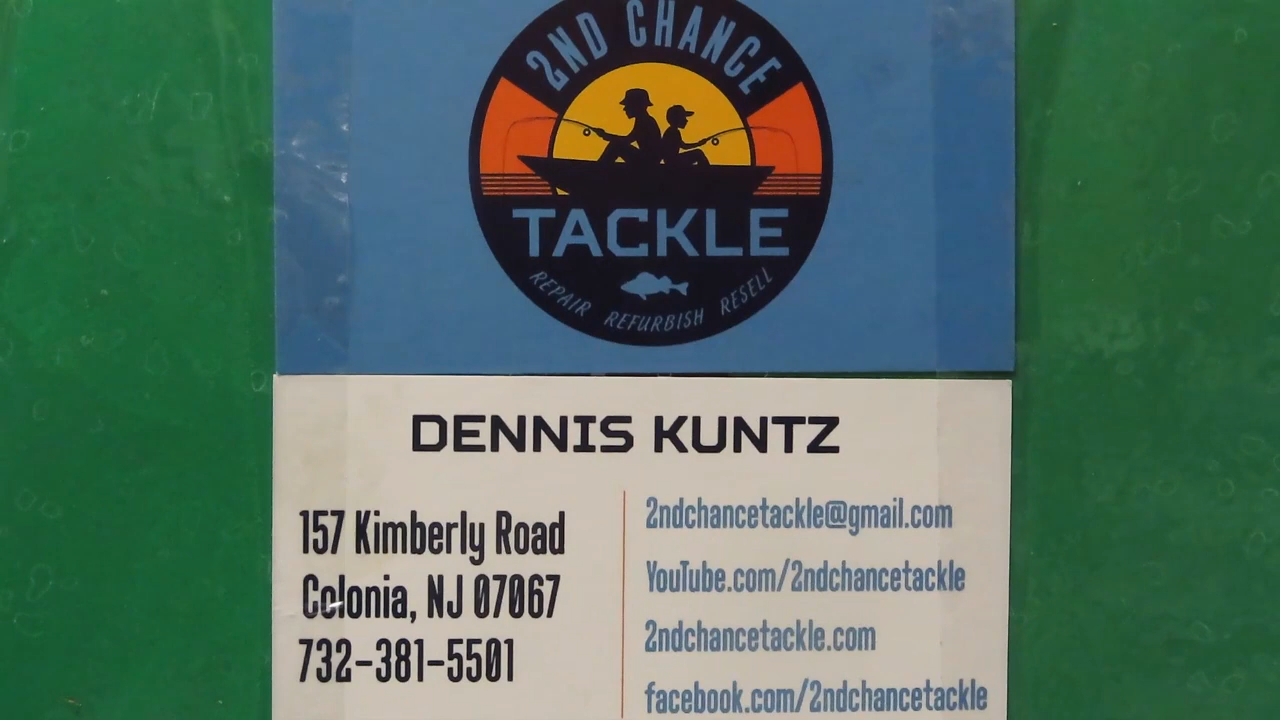 2ND CHANCE
TACKLE
REPAIR REFURBISH RESELL
DENNIS KUNTZ
157 Kimberly Road
Colonia, NJ 07067
732-381-5501
2ndchancetackle@gmail.com
YouTube.com/2ndchancetackle
2ndchancetackle.com
facebook.com/2ndchancetackle